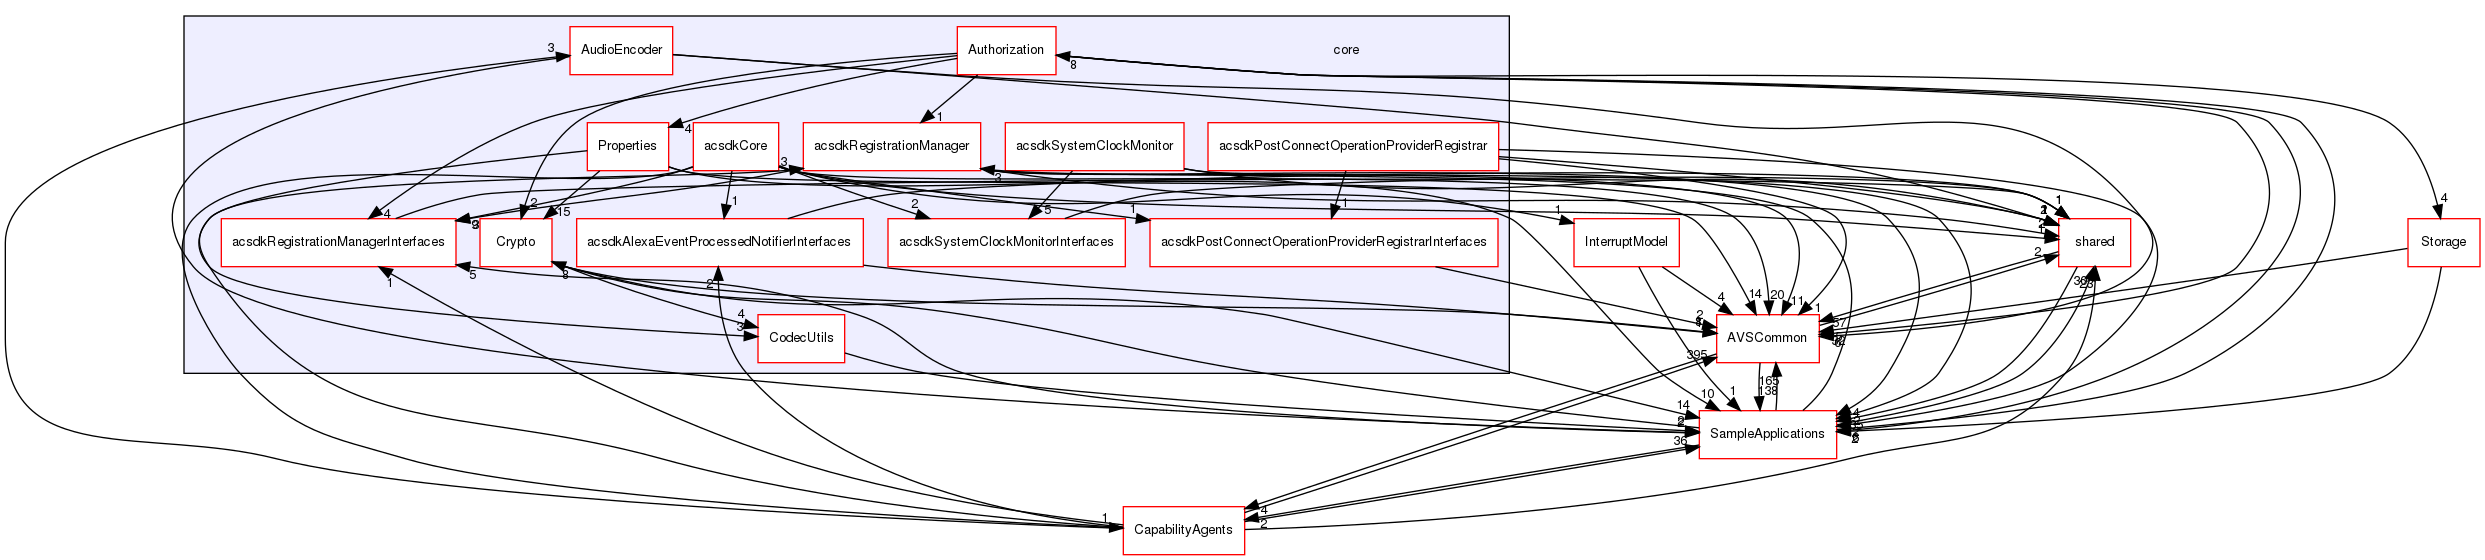 AudioEncoder
Authorization
core
3
8
Properties
acsdkCore
acsdkRegistrationManager
acsdkSystemClockMonitor
acsdkPostConnectOperationProviderRegistrar
4
1
3
3
acsdkRegistrationManagerInterfaces
Crypto
acsdkAlexaEventProcessedNotifierInterfaces
acsdkSystemClockMonitorInterfaces
acsdkPostConnectOperationProviderRegistrarInterfaces
InterruptModel
shared
Storage
4
2
15
1
2
5
1
1
1
1
2
4
5
8
1
2
CodecUtils
AVSCommon
4
3
4
14
20
11
1
57
2
395
165
138
SampleApplications
14
10
1
36
CapabilityAgents
1
4
2